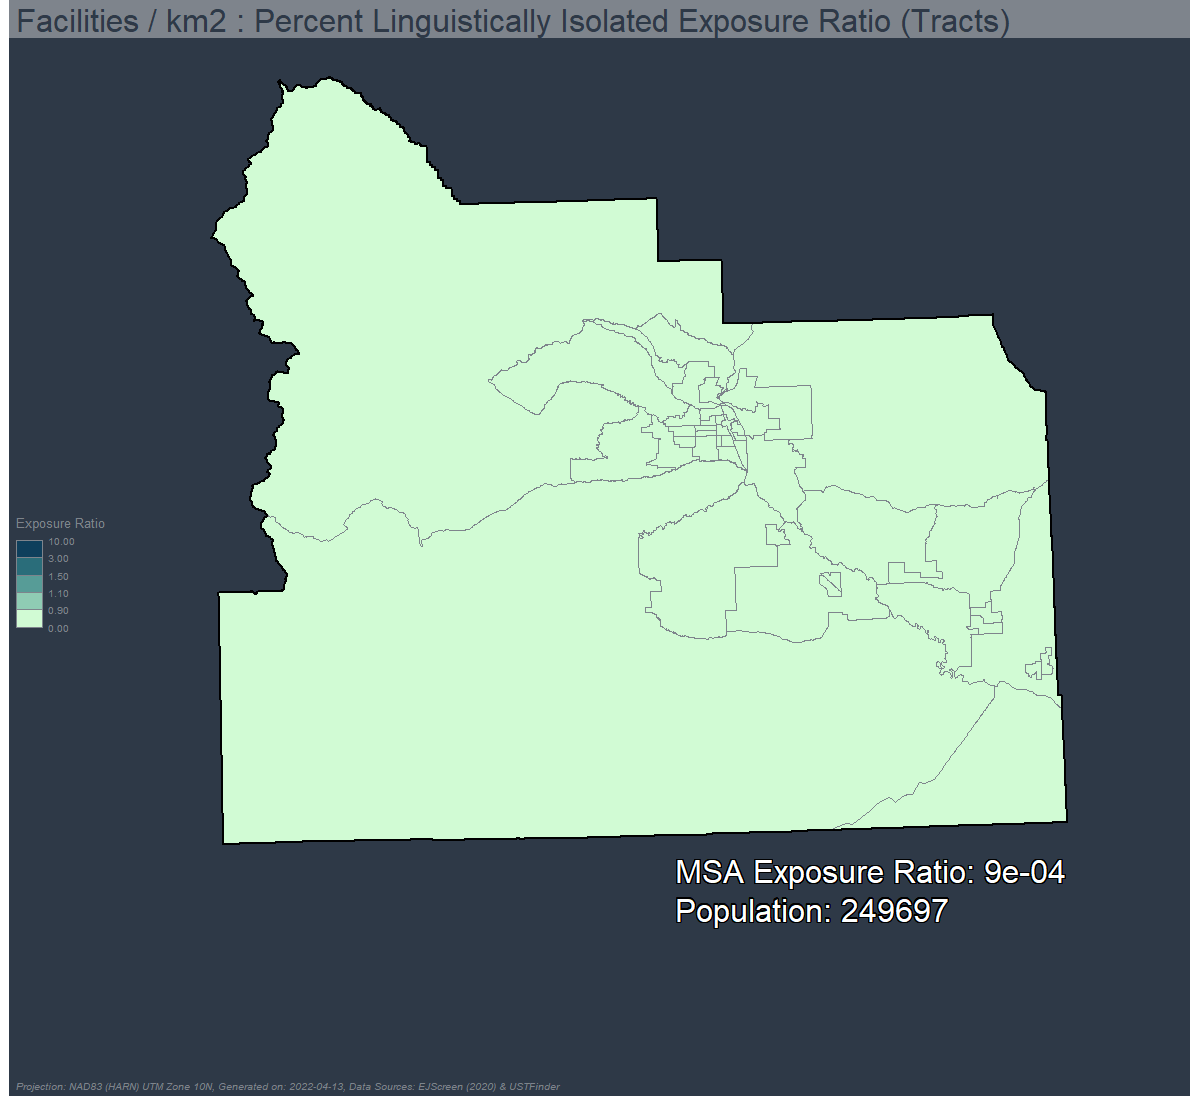 Facilities / km2 : Percent Linguistically Isolated Exposure Ratio (Tracts)
Exposure Ratio
10.00
3.00
1.50
1.10
0.90
0.00
MSA Exposure Ratio: 9e-04
Population: 249697
Projection: NAD83 (HARN) UTM Zone 10N, Generated on: 2022-04-13, Data Sources: EJScreen (2020) & USTFinder